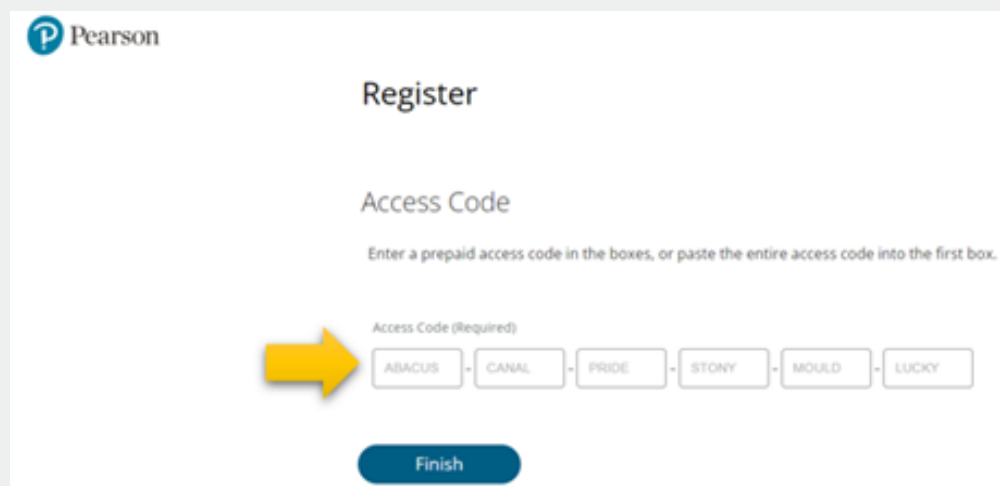 Pearson
Register
Access Code
Enter a prepaid access code in the boxes, or paste the entire access code into the first box.
Access Code (Required)
ABACUS - CANAL - PRIDE - STONY - MOULD - LUCKY
Finish